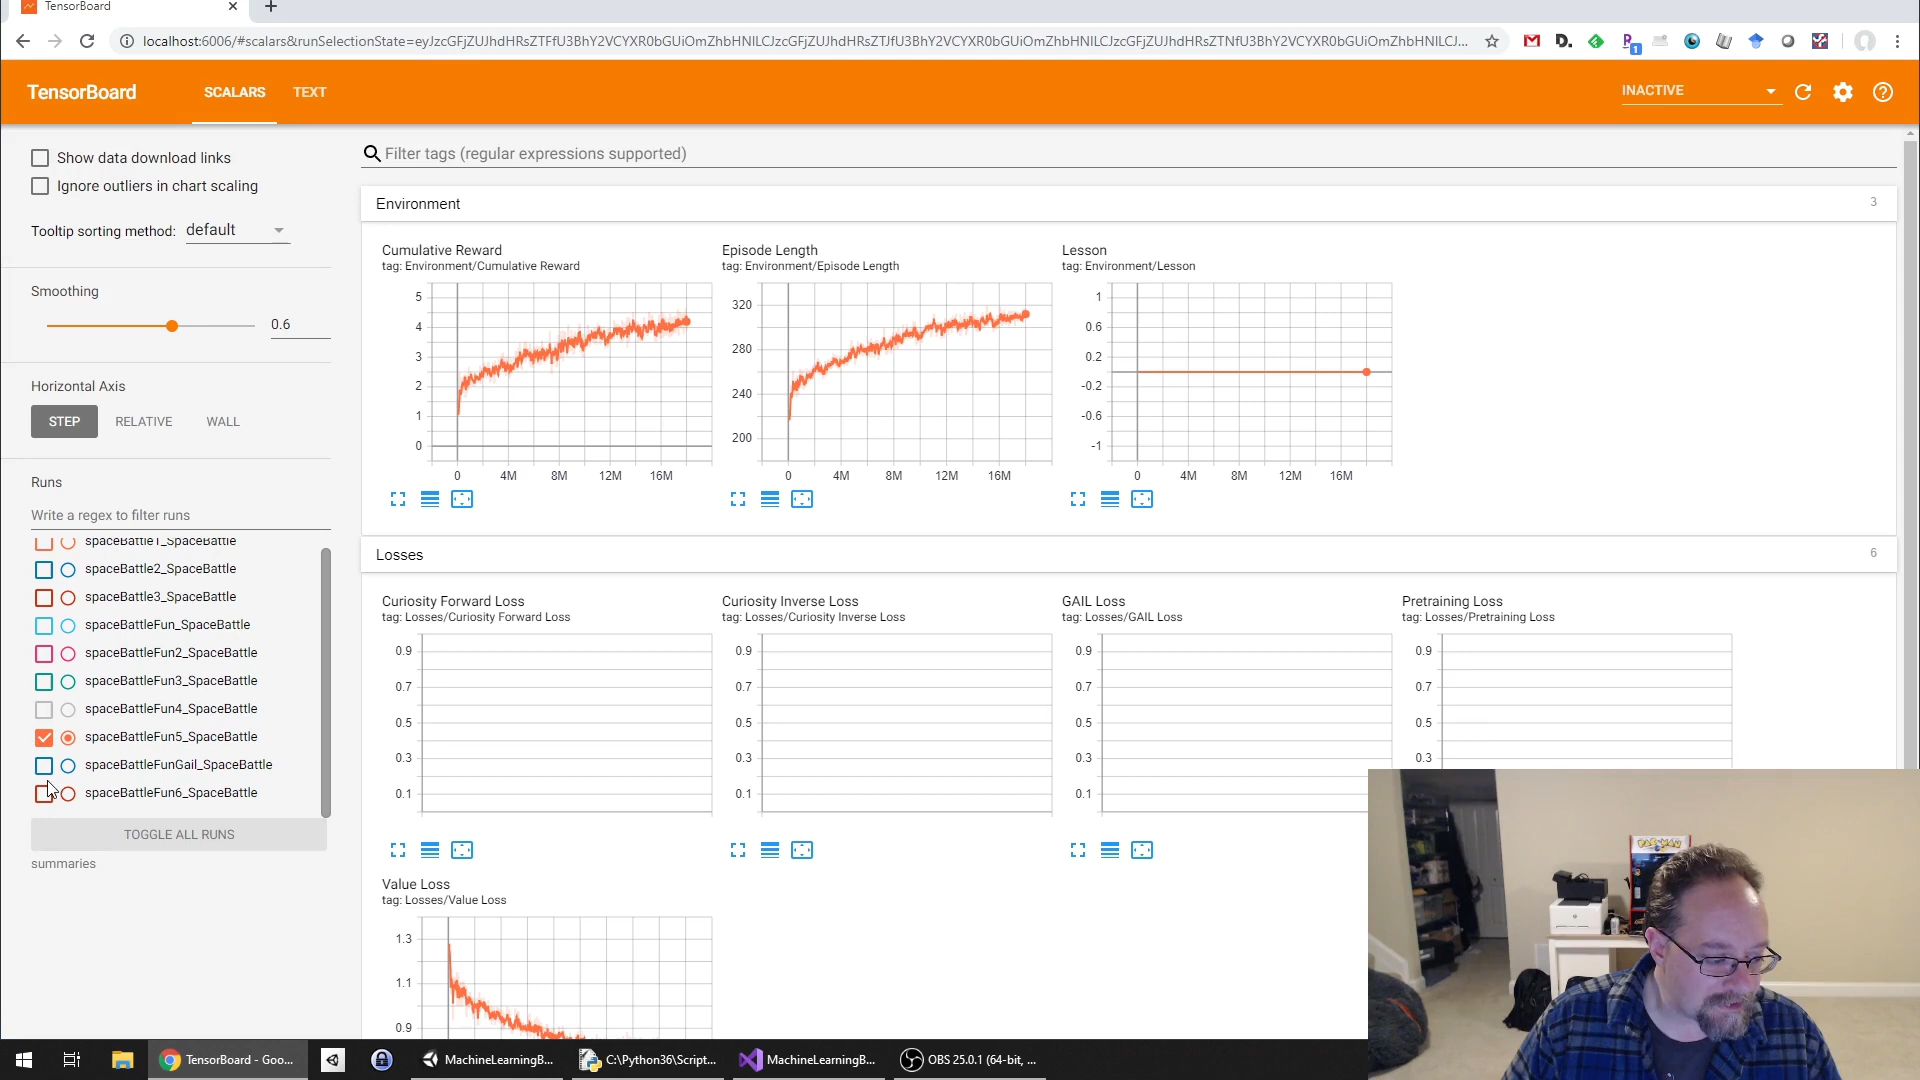 TensorBoard
localhost:6006/#scalars&runSelectionState=eyJzcGFjZUJhdHRsZTFfU3BhY2VCYXR0bGUiOmZhbHNlLCJzcGFjZUJhdHRsZTJfU3BhY2VCYXR0bGUiOmZhbHNlLCJzcGFjZUJhdHRsZTNfU3BhY2VCYXR0bGUiOmZhbHNlLCJ...
TensorBoard
SCALARS
TEXT
INACTIVE
Show data download links
Ignore outliers in chart scaling
Tooltip sorting method: default
Smoothing
0.6
Horizontal Axis
STEP RELATIVE WALL
Runs
Write a regex to filter runs
spaceBattle1_SpaceBattle
spaceBattle2_SpaceBattle
spaceBattle3_SpaceBattle
spaceBattleFun_SpaceBattle
spaceBattleFun2_SpaceBattle
spaceBattleFun3_SpaceBattle
spaceBattleFun4_SpaceBattle
spaceBattleFun5_SpaceBattle
spaceBattleFunGail_SpaceBattle
spaceBattleFun6_SpaceBattle
TOGGLE ALL RUNS
summaries
Filter tags (regular expressions supported)
Environment
3
Cumulative Reward
tag: Environment/Cumulative Reward
5
4
3
2
1
0
0 4M 8M 12M 16M
Episode Length
tag: Environment/Episode Length
320
280
240
200
0 4M 8M 12M 16M
Lesson
tag: Environment/Lesson
1
0.6
0.2
-0.2
-0.6
-1
0 4M 8M 12M 16M
Losses
6
Curiosity Forward Loss
tag: Losses/Curiosity Forward Loss
0.9
0.7
0.5
0.3
0.1
Curiosity Inverse Loss
tag: Losses/Curiosity Inverse Loss
0.9
0.7
0.5
0.3
0.1
GAIL Loss
tag: Losses/GAIL Loss
0.9
0.7
0.5
0.3
0.1
Pretraining Loss
tag: Losses/Pretraining Loss
0.9
0.7
0.5
0.3
Value Loss
tag: Losses/Value Loss
1.3
1.1
0.9
PAC-MAN
TensorBoard - Goo...
MachineLearningB...
C:\Python36\Script...
MachineLearningB...
OBS 25.0.1 (64-bit, ...